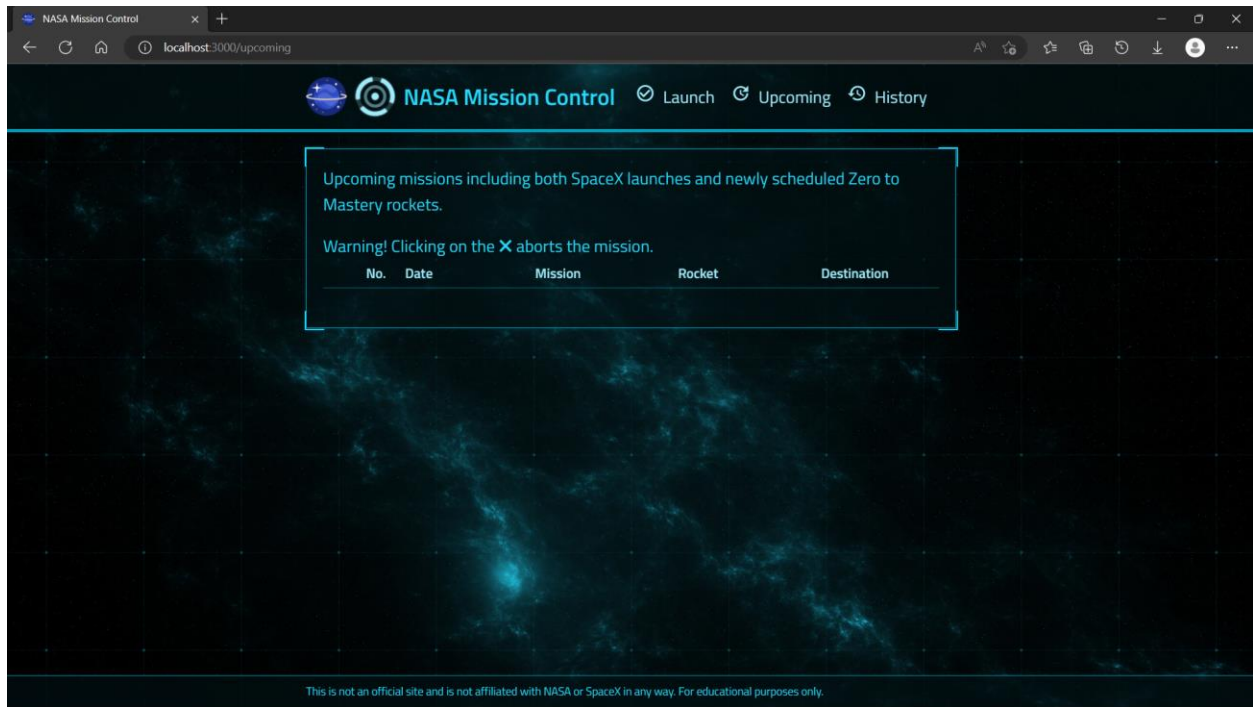 NASA Mission Control
localhost:3000/upcoming
NASA Mission Control Launch Upcoming History
Upcoming missions including both SpaceX launches and newly scheduled Zero to
Mastery rockets.
Warning! Clicking on the ✕ aborts the mission.
No. Date Mission Rocket Destination
This is not an official site and is not affiliated with NASA or SpaceX in any way. For educational purposes only.